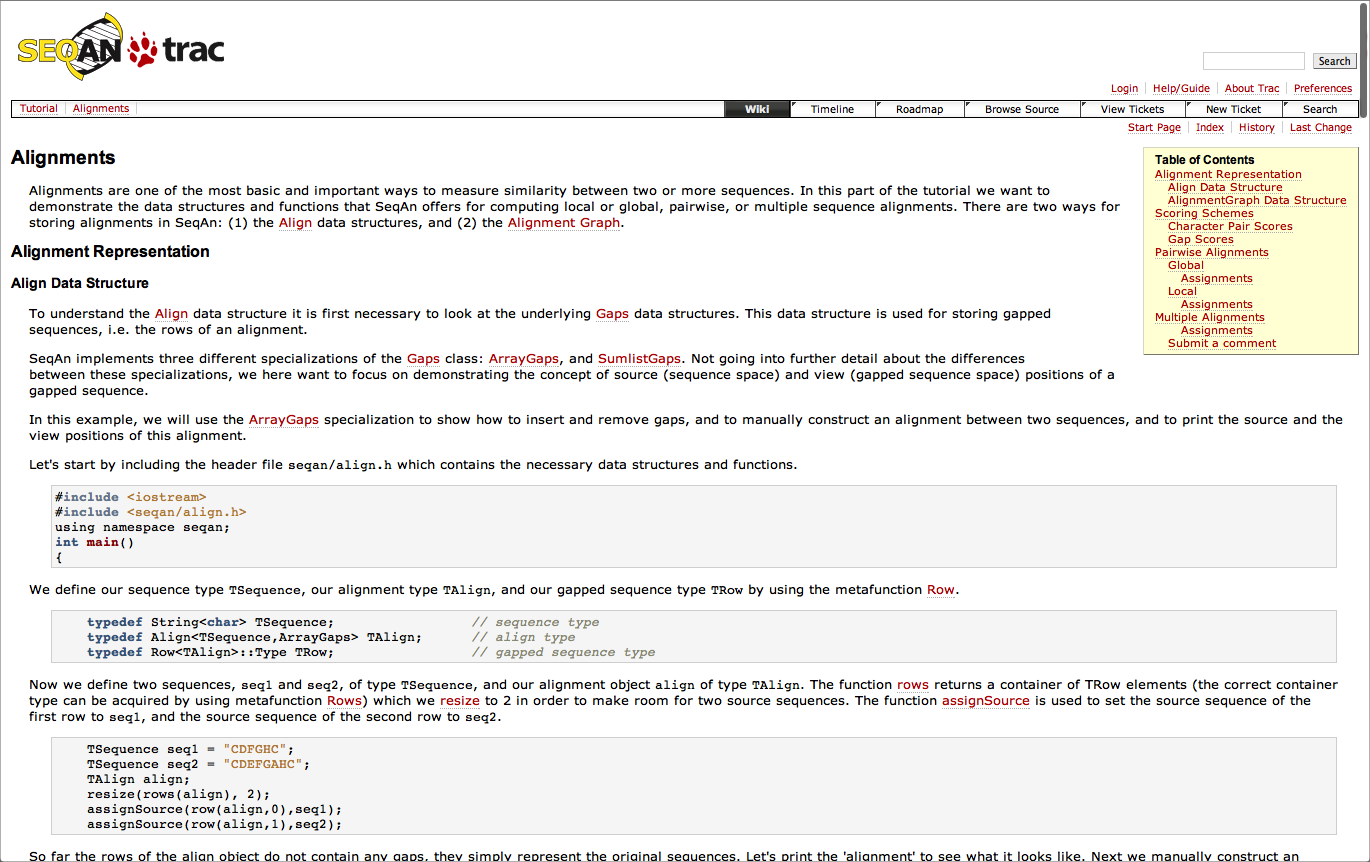 SEQAN trac
Search
Login Help/Guide About Trac Preferences
Tutorial Alignments Wiki Timeline Roadmap Browse Source View Tickets New Ticket Search
Start Page Index History Last Change
Alignments
Alignments are one of the most basic and important ways to measure similarity between two or more sequences. In this part of the tutorial we want to
demonstrate the data structures and functions that SeqAn offers for computing local or global, pairwise, or multiple sequence alignments. There are two ways for
storing alignments in SeqAn: (1) the Align data structures, and (2) the Alignment Graph.
Table of Contents
Alignment Representation
Align Data Structure
AlignmentGraph Data Structure
Scoring Schemes
Character Pair Scores
Gap Scores
Pairwise Alignments
Global
Assignments
Local
Assignments
Multiple Alignments
Assignments
Submit a comment
Alignment Representation
Align Data Structure
To understand the Align data structure it is first necessary to look at the underlying Gaps data structures. This data structure is used for storing gapped
sequences, i.e. the rows of an alignment.
SeqAn implements three different specializations of the Gaps class: ArrayGaps, and SumlistGaps. Not going into further detail about the differences
between these specializations, we here want to focus on demonstrating the concept of source (sequence space) and view (gapped sequence space) positions of a
gapped sequence.
In this example, we will use the ArrayGaps specialization to show how to insert and remove gaps, and to manually construct an alignment between two sequences, and to print the source and the
view positions of this alignment.
Let's start by including the header file seqan/align.h which contains the necessary data structures and functions.
#include <iostream>
#include <seqan/align.h>
using namespace seqan;
int main()
{
We define our sequence type TSequence, our alignment type TAlign, and our gapped sequence type TRow by using the metafunction Row.
typedef String<char> TSequence; // sequence type
typedef Align<TSequence,ArrayGaps> TAlign; // align type
typedef Row<TAlign>::Type TRow; // gapped sequence type
Now we define two sequences, seq1 and seq2, of type TSequence, and our alignment object align of type TAlign. The function rows returns a container of TRow elements (the correct container
type can be acquired by using metafunction Rows) which we resize to 2 in order to make room for two source sequences. The function assignSource is used to set the source sequence of the
first row to seq1, and the source sequence of the second row to seq2.
TSequence seq1 = "CDFGHC";
TSequence seq2 = "CDEFGAHC";
TAlign align;
resize(rows(align), 2);
assignSource(row(align,0),seq1);
assignSource(row(align,1),seq2);
So far the rows of the align object do not contain any gaps, they simply represent the original sequences. Let's print the 'alignment' to see what it looks like. Next we manually construct an